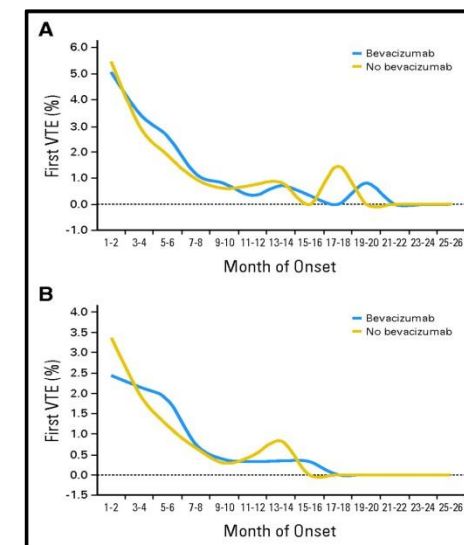 A
6.0
5.0
4.0
3.0
2.0
1.0
0.0
-1.0
First VTE (%)
Bevacizumab
No bevacizumab
1-2 3-4 5-6 7-8 9-10 11-12 13-14 15-16 17-18 19-20 21-22 23-24 25-26
Month of Onset
B
4.0
3.5
3.0
2.5
2.0
1.5
1.0
0.5
0.0
-1.5
First VTE (%)
Bevacizumab
No bevacizumab
1-2 3-4 5-6 7-8 9-10 11-12 13-14 15-16 17-18 19-20 21-22 23-24 25-26
Month of Onset